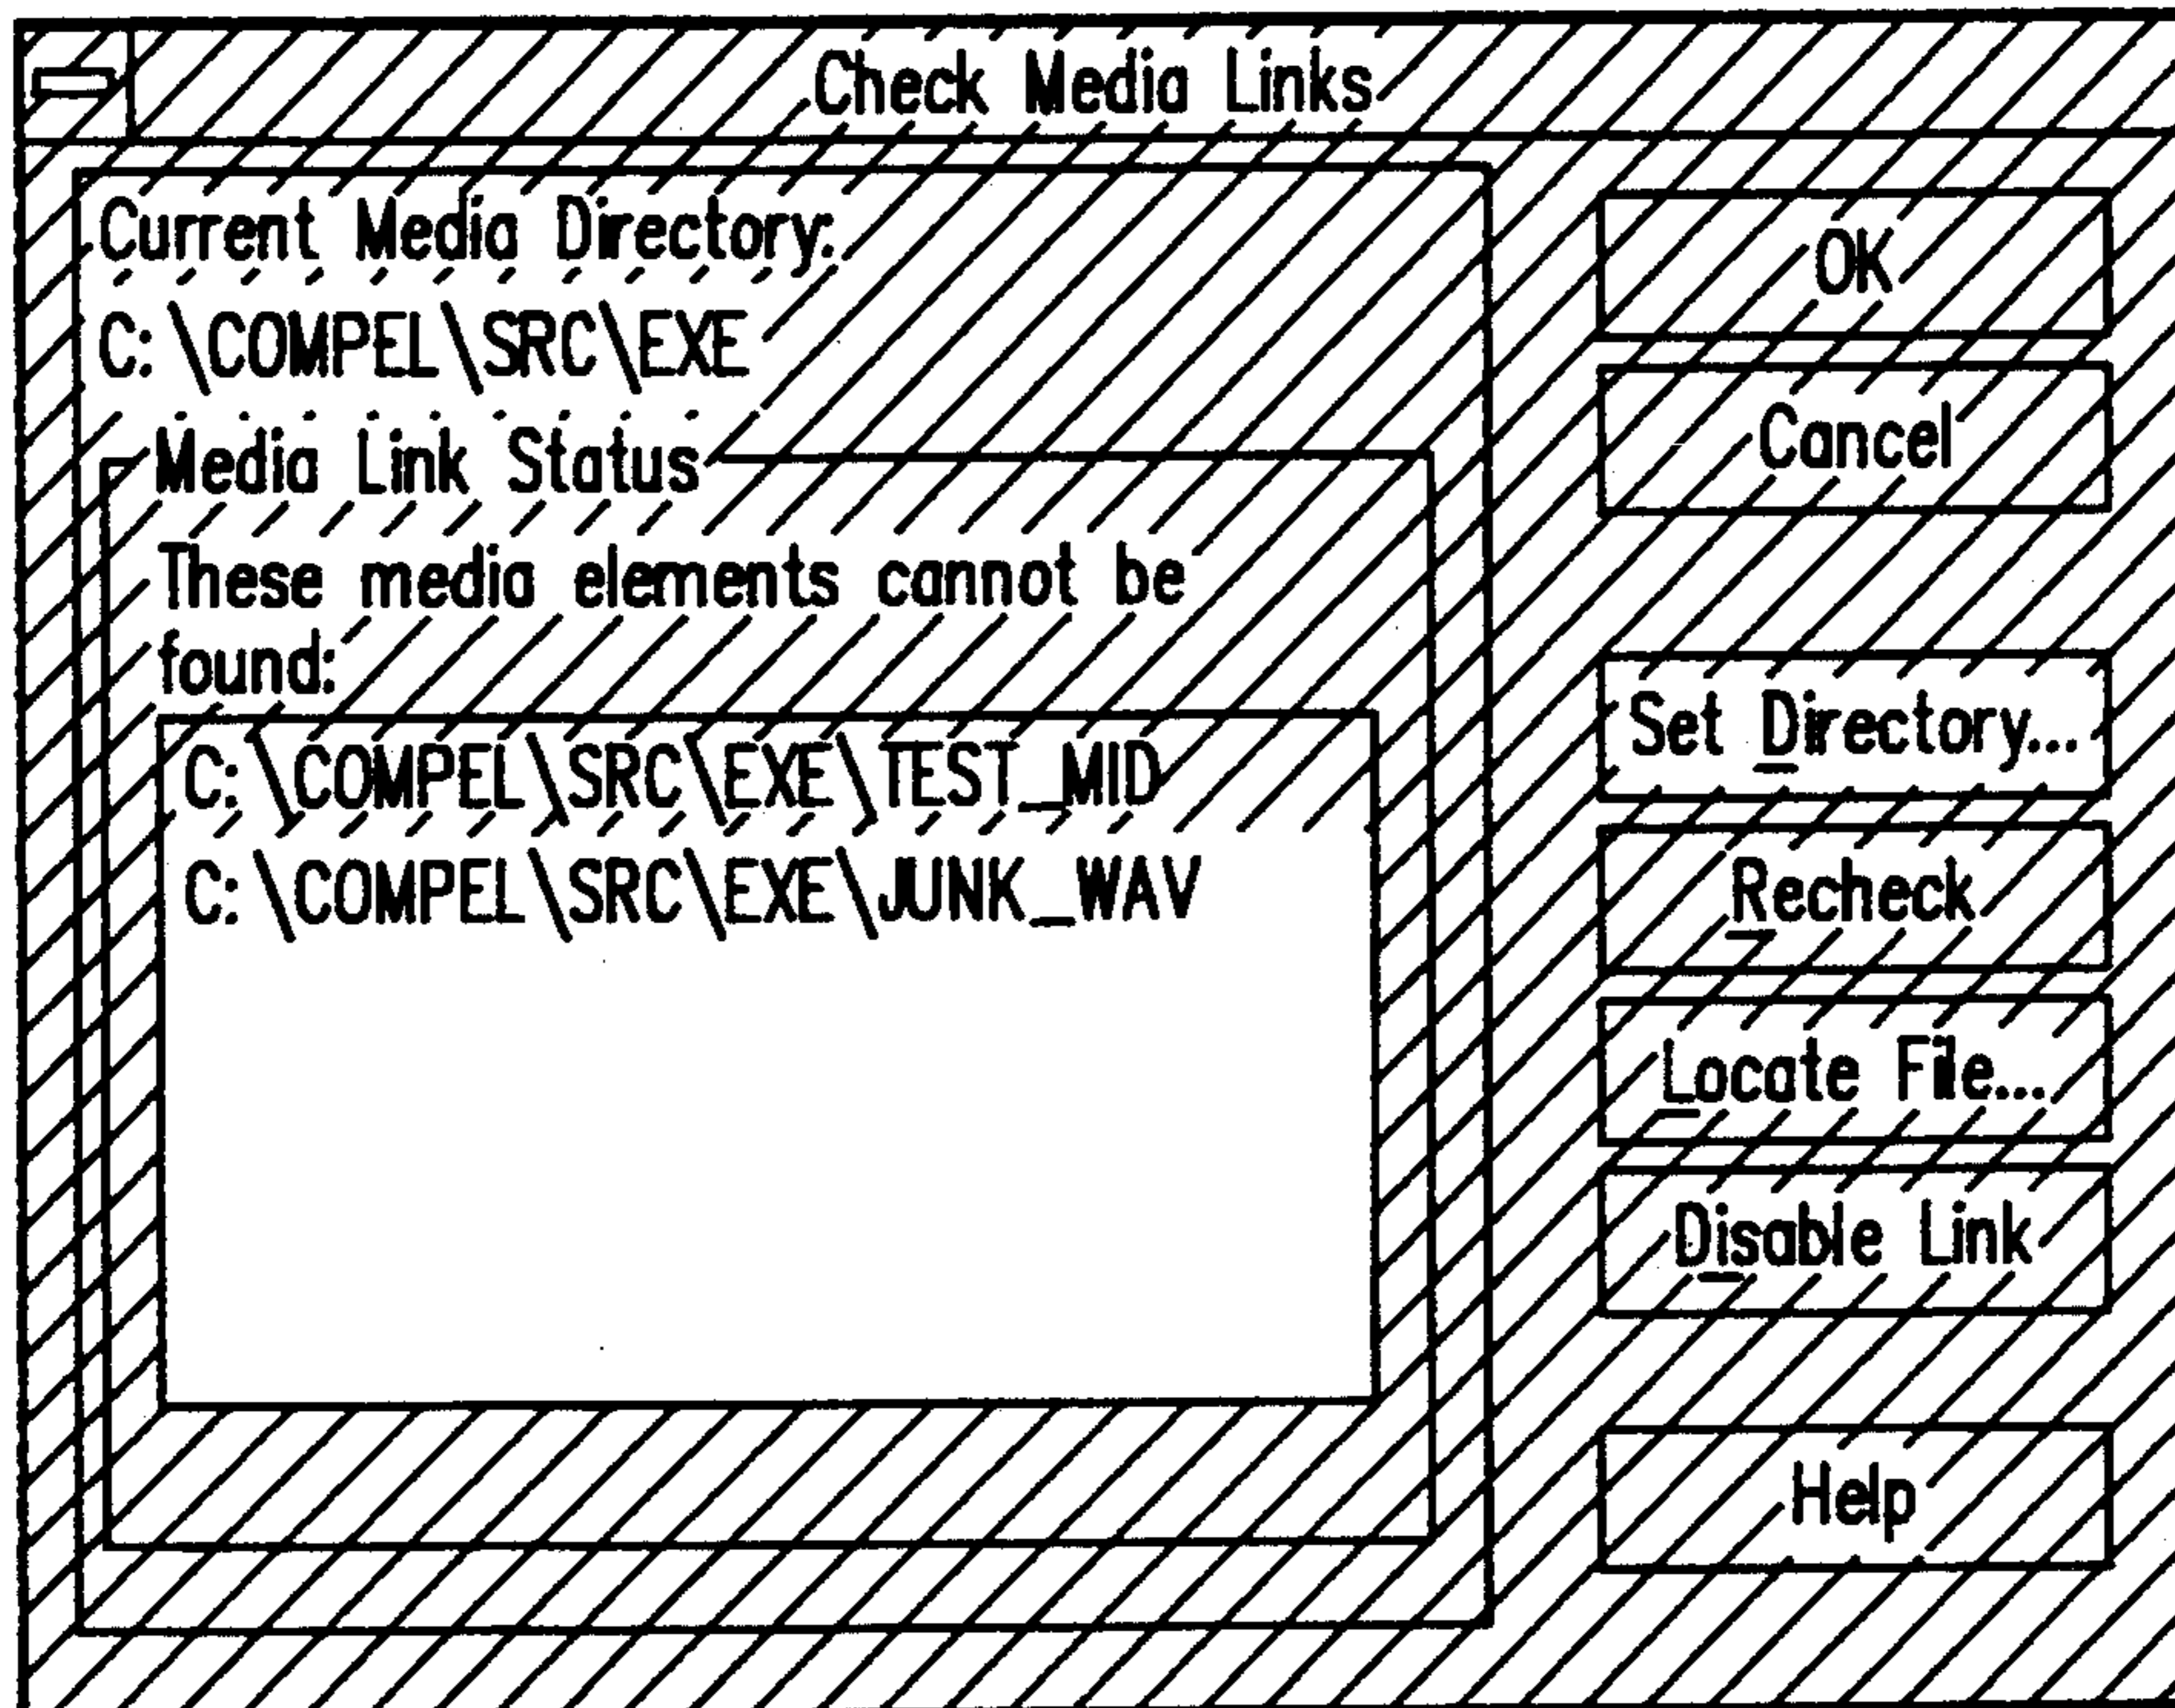 Check Media Links
Current Media Directory:
C:\COMPEL\SRC\EXE
Media Link Status
These media elements cannot be
found:
C:\COMPEL\SRC\EXE\TEST_MID
C:\COMPEL\SRC\EXE\JUNK_WAV
OK
Cancel
Set Directory...
Recheck
Locate File...
Disable Link
Help